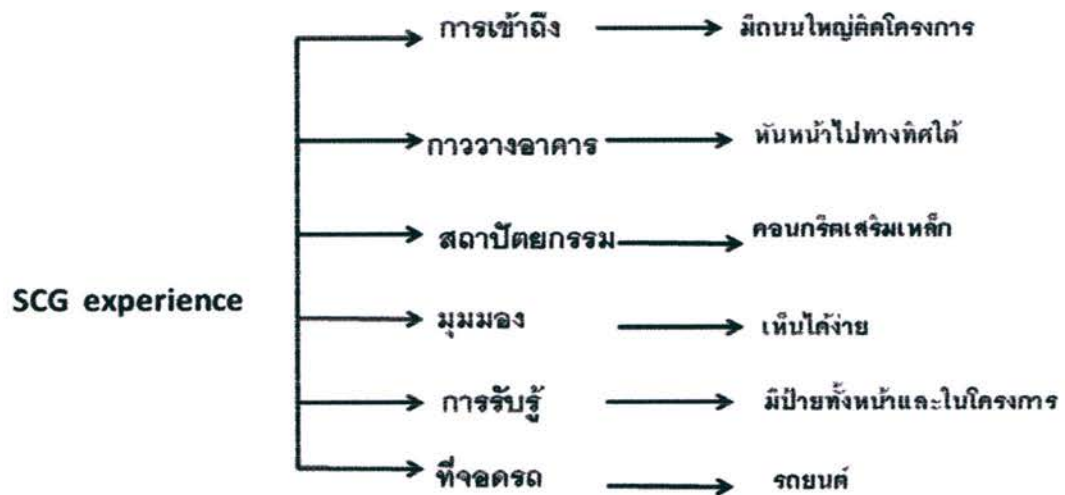 การเข้าถึง มีถนนใหญ่ติดโครงการ
การวางอาคาร หันหน้าไปทางทิศใต้
สถาปัตยกรรม คอนกรีตเสริมเหล็ก
SCG experience
มุมมอง เห็นได้ง่าย
การรับรู้ มีป้ายทั้งหน้าและในโครงการ
ที่จอดรถ รถยนต์